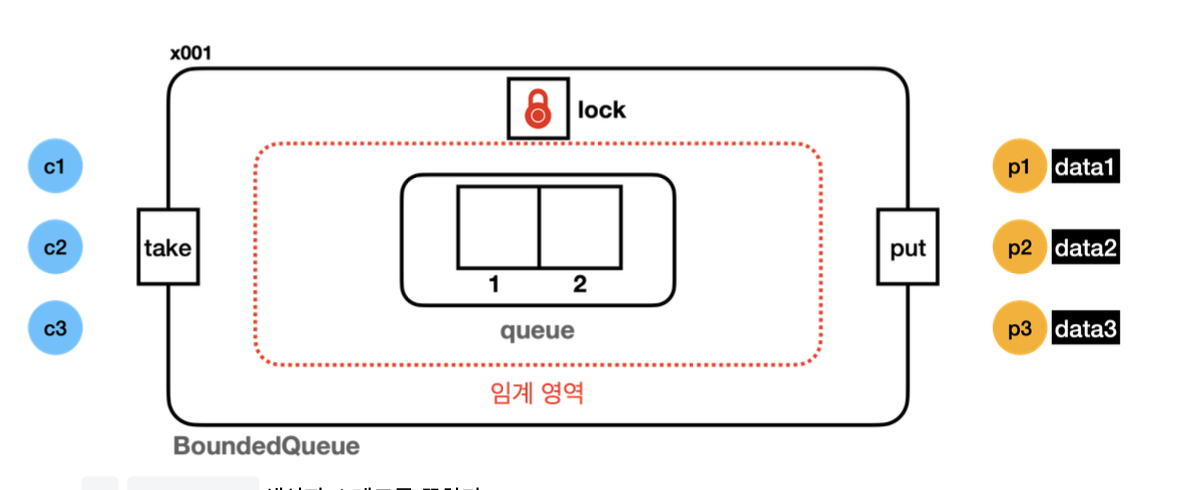 x001
lock
c1
p1 data1
c2
take
put
p2 data2
1 2
c3
queue
p3 data3
임계 영역
BoundedQueue